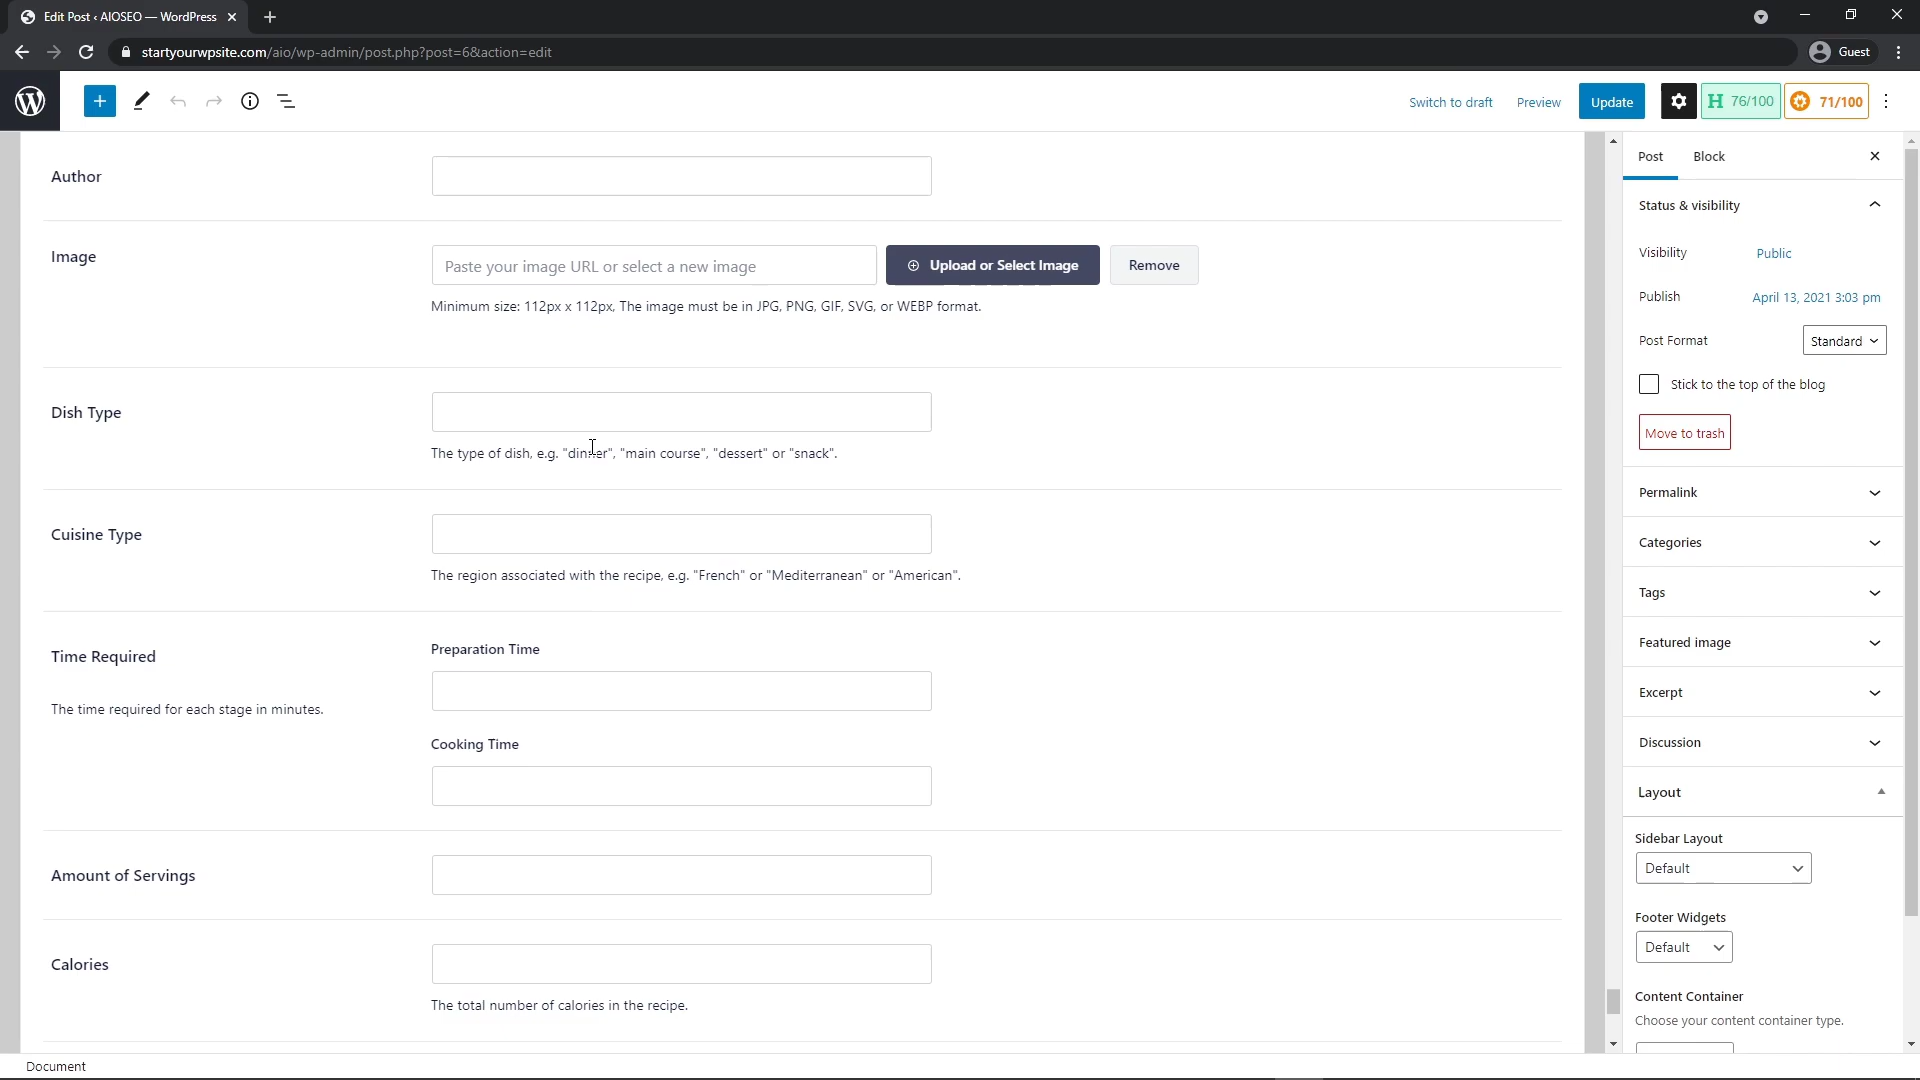 Edit Post ‹ AIOSEO — WordPress
startyourwpsite.com/aio/wp-admin/post.php?post=6&action=edit
Guest
Switch to draft
Preview
Update
H 76/100
71/100
Author
Image
Paste your image URL or select a new image
Upload or Select Image
Remove
Minimum size: 112px x 112px, The image must be in JPG, PNG, GIF, SVG, or WEBP format.
Dish Type
The type of dish, e.g. "dinner", "main course", "dessert" or "snack".
Cuisine Type
The region associated with the recipe, e.g. "French" or "Mediterranean" or "American".
Time Required
The time required for each stage in minutes.
Preparation Time
Cooking Time
Amount of Servings
Calories
The total number of calories in the recipe.
Document
Post
Block
Status & visibility
Visibility
Public
Publish
April 13, 2021 3:03 pm
Post Format
Standard
Stick to the top of the blog
Move to trash
Permalink
Categories
Tags
Featured image
Excerpt
Discussion
Layout
Sidebar Layout
Default
Footer Widgets
Default
Content Container
Choose your content container type.